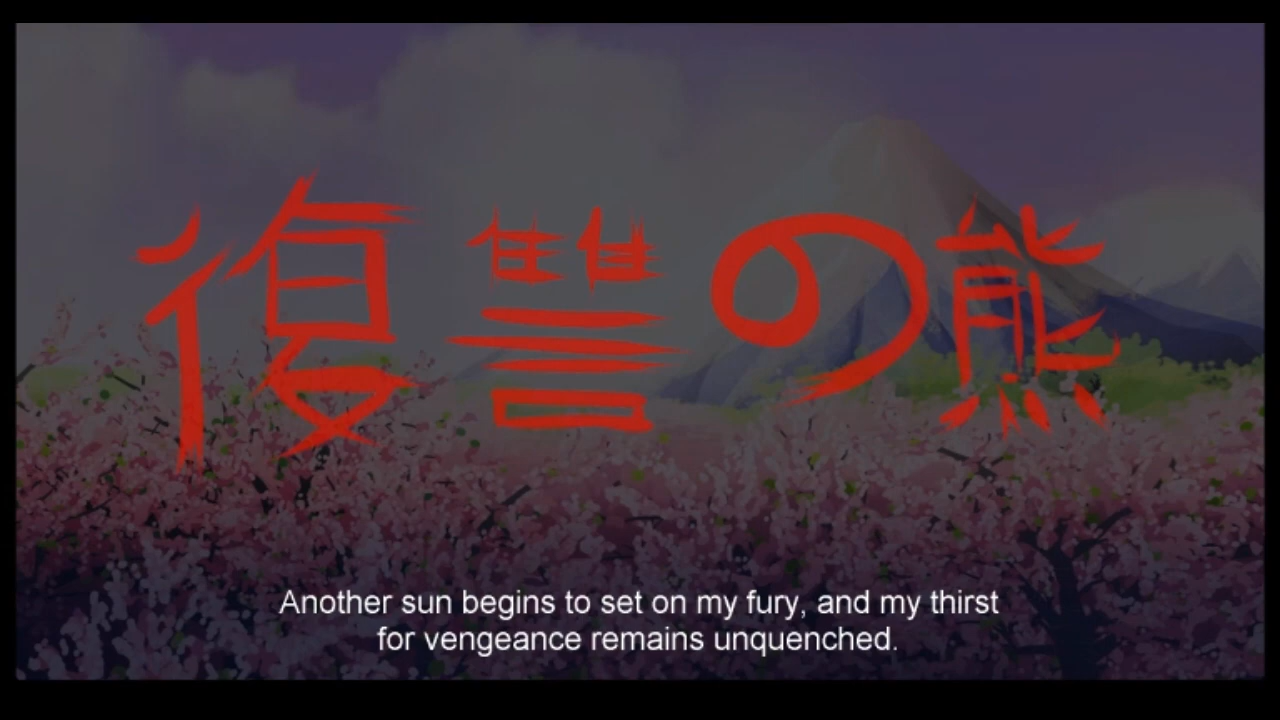 復讐の熊
Another sun begins to set on my fury, and my thirst
for vengeance remains unquenched.